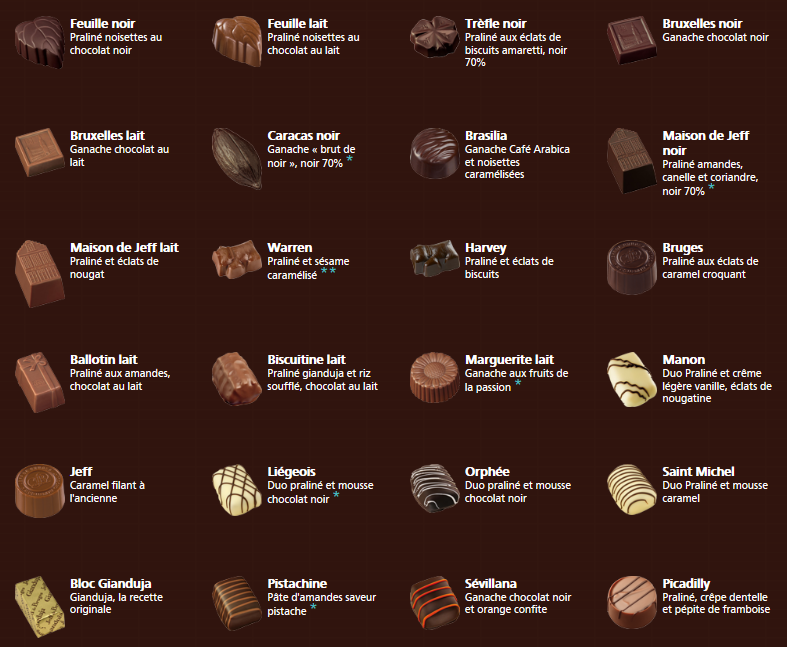 Feuille noir
Praliné noisettes au
chocolat noir
Feuille lait
Praliné noisettes au
chocolat au lait
Trèfle noir
Praliné aux éclats de
biscuits amaretti, noir
70%
Bruxelles noir
Ganache chocolat noir
Bruxelles lait
Ganache chocolat au
lait
Caracas noir
Ganache « brut de
noir », noir 70% *
Brasilia
Ganache Café Arabica
et noisettes
caramélisées
Maison de Jeff
noir
Praliné amandes,
canelle et coriandre,
noir 70% *
Maison de Jeff lait
Praliné et éclats de
nougat
Warren
Praliné et sésame
caramélisé **
Harvey
Praliné et éclats de
biscuits
Bruges
Praliné aux éclats de
caramel croquant
Ballotin lait
Praliné aux amandes,
chocolat au lait
Biscuitine lait
Praliné gianduja et riz
soufflé, chocolat au lait
Marguerite lait
Ganache aux fruits de
la passion *
Manon
Duo Praliné et crême
légère vanille, éclats de
nougatine
Jeff
Caramel filant à
l'ancienne
Liégeois
Duo praliné et mousse
chocolat noir *
Orphée
Duo praliné et mousse
chocolat noir
Saint Michel
Duo Praliné et mousse
caramel
Bloc Gianduja
Gianduja, la recette
originale
Pistachine
Pâte d'amandes saveur
pistache *
Sévillana
Ganache chocolat noir
et orange confite
Picadilly
Praliné, crêpe dentelle
et pépite de framboise